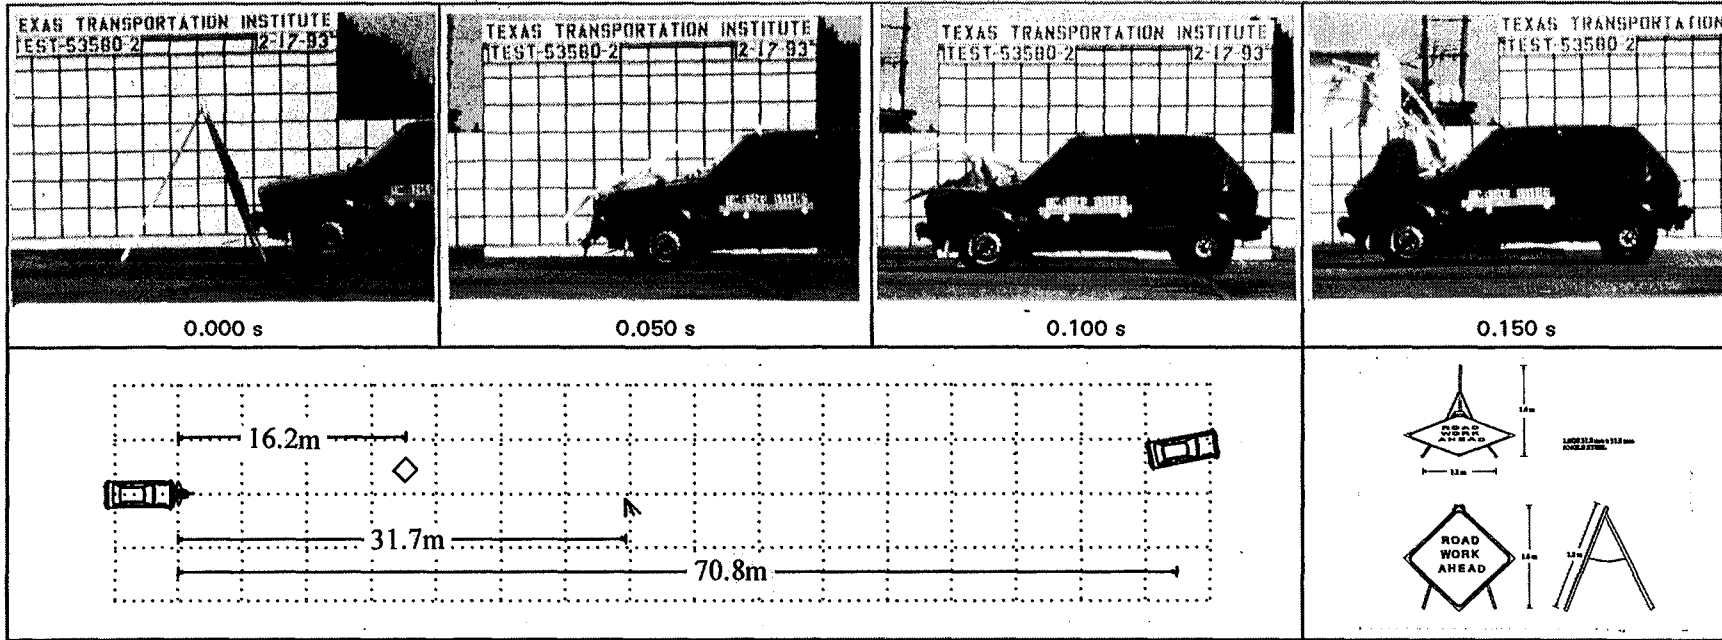 EXAS TRANSPORTATION INSTITUTE
TEST-53580-2
2-17-93
TEXAS TRANSPORTATION INSTITUTE
TEST-53580-2
2-17-93
TEXAS TRANSPORTATION INSTITUTE
TEST-53580-2
12-17-93
TEXAS TRANSPORTATION
TEST-53580-2
0.000 s
0.050 s
0.100 s
0.150 s
16.2m
31.7m
70.8m
ROAD
WORK
AHEAD
ROAD
WORK
AHEAD